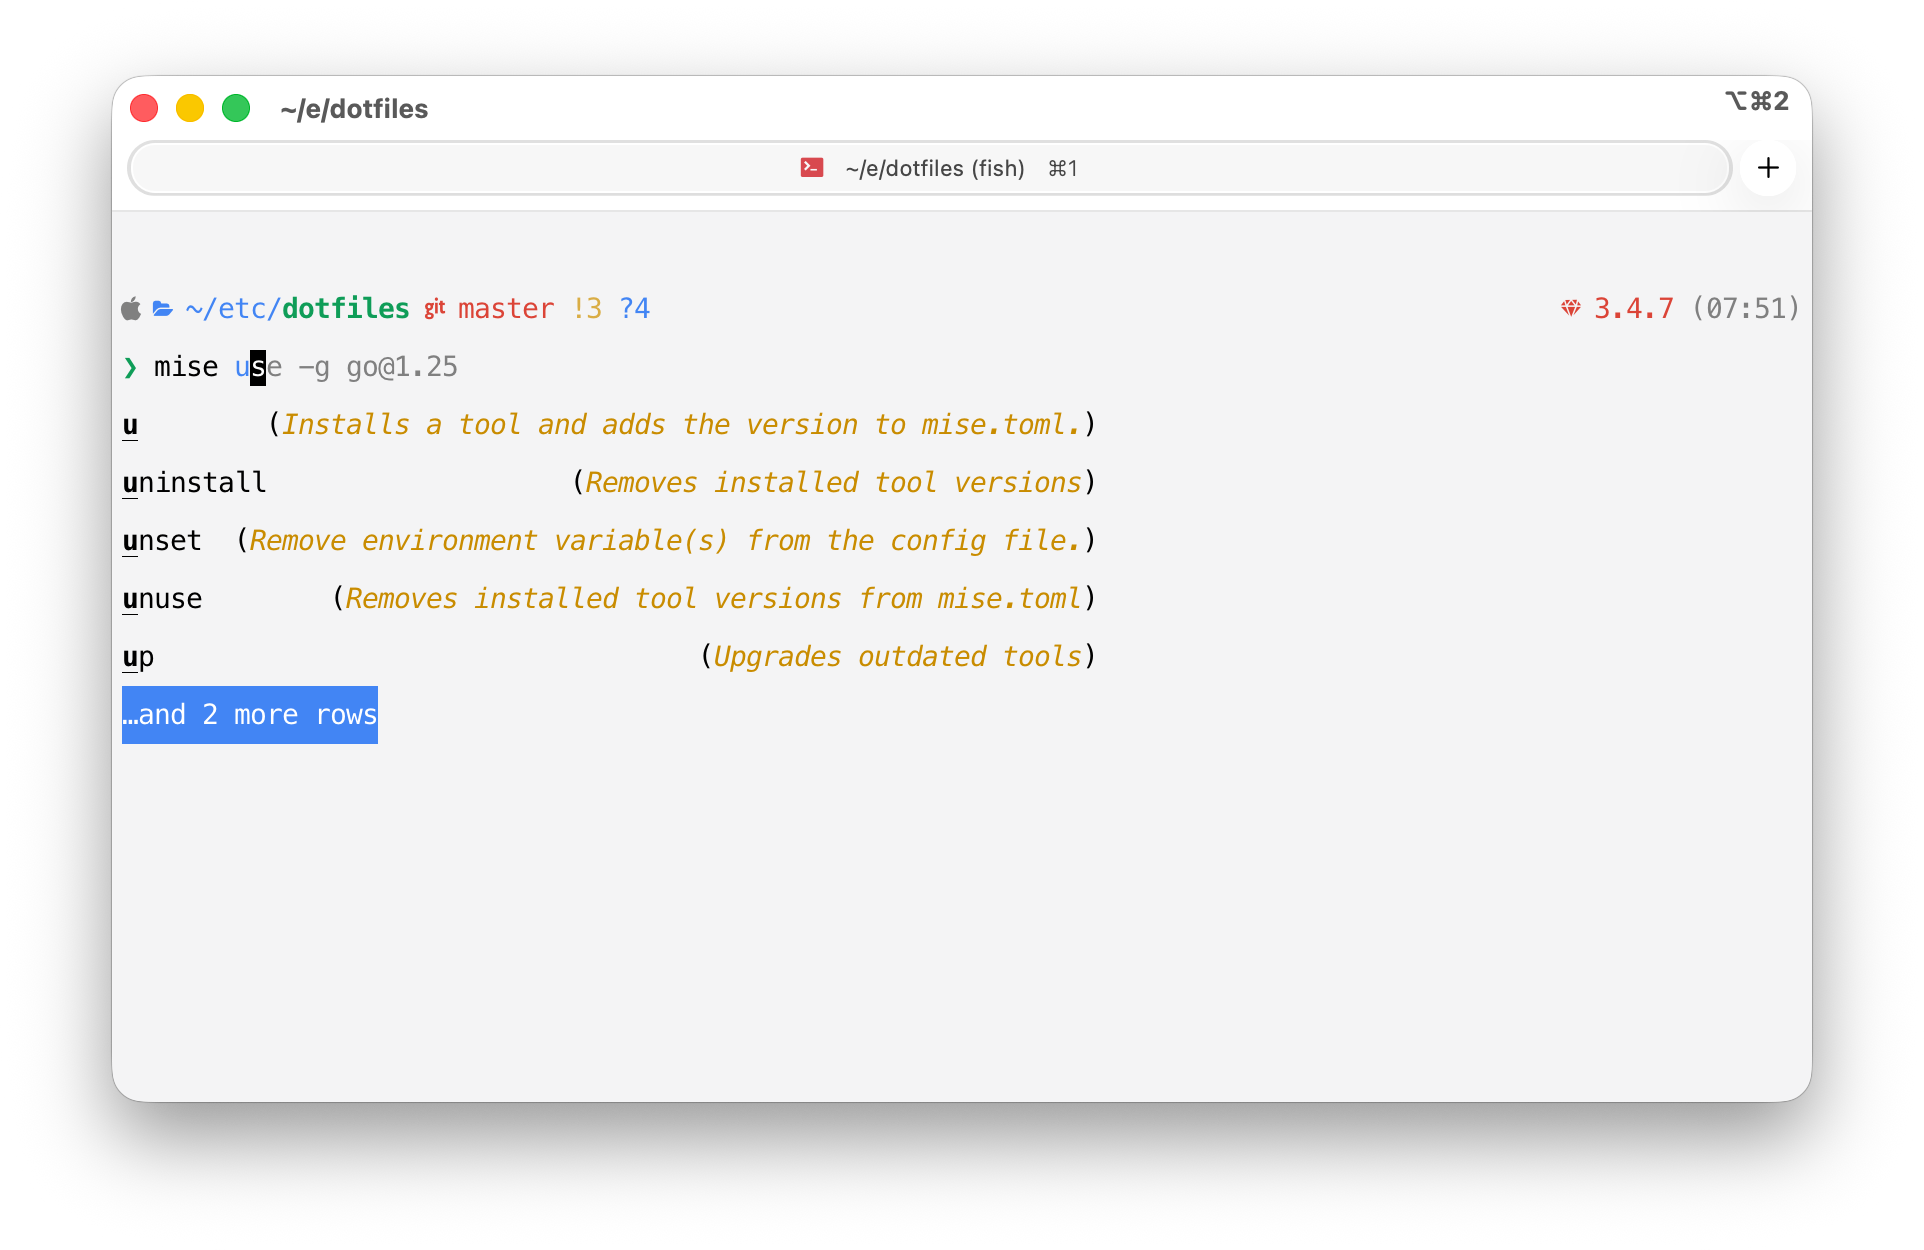 ~/e/dotfiles
⌥⌘2
~/e/dotfiles (fish) ⌘1
+
~/etc/dotfiles git master !3 ?4 3.4.7 (07:51)
❯ mise use -g go@1.25
u (Installs a tool and adds the version to mise.toml.)
uninstall (Removes installed tool versions)
unset (Remove environment variable(s) from the config file.)
unuse (Removes installed tool versions from mise.toml)
up (Upgrades outdated tools)
…and 2 more rows